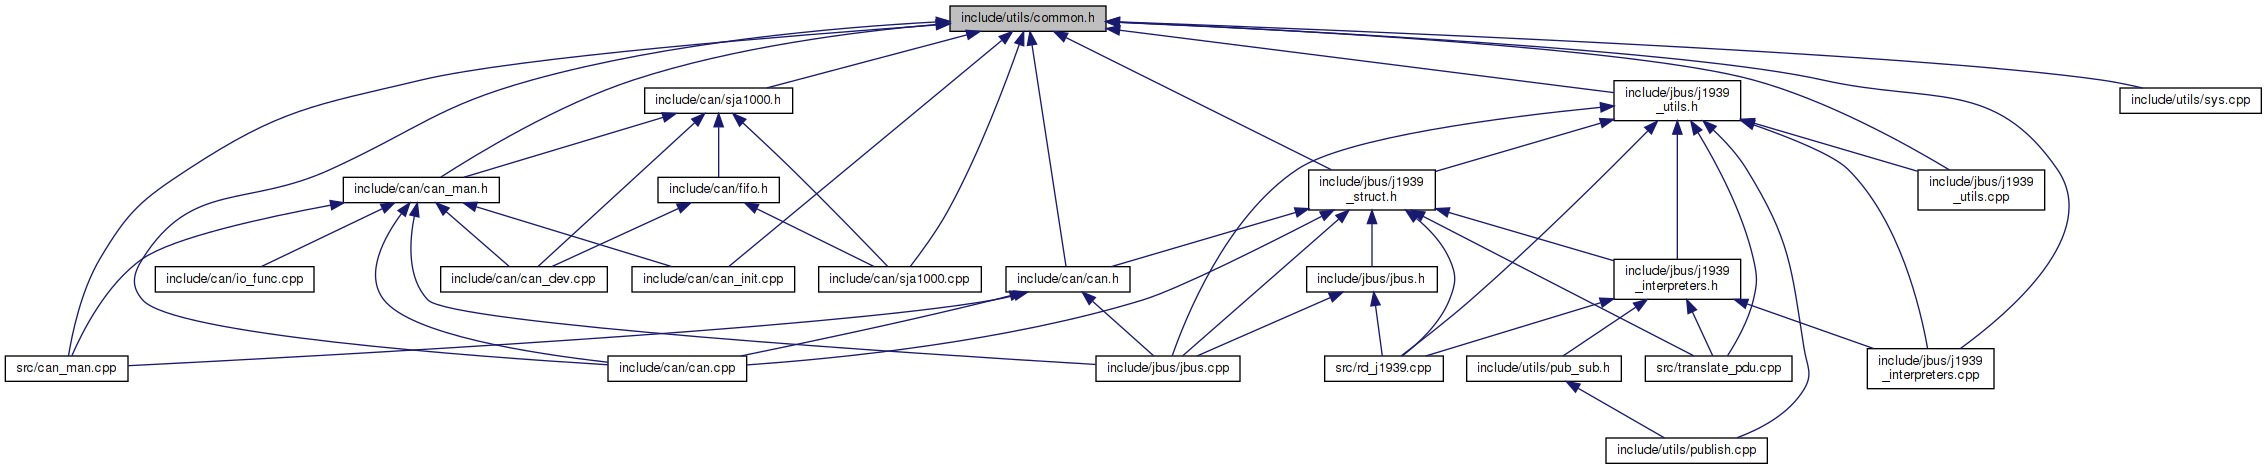 include/utils/common.h
include/can/sja1000.h
include/jbus/j1939
_utils.h
include/utils/sys.cpp
include/can/can_man.h
include/can/fifo.h
include/jbus/j1939
_struct.h
include/jbus/j1939
_utils.cpp
include/can/io_func.cpp
include/can/can_dev.cpp
include/can/can_init.cpp
include/can/sja1000.cpp
include/can/can.h
include/jbus/jbus.h
include/jbus/j1939
_interpreters.h
src/can_man.cpp
include/can/can.cpp
include/jbus/jbus.cpp
src/rd_j1939.cpp
include/utils/pub_sub.h
src/translate_pdu.cpp
include/jbus/j1939
_interpreters.cpp
include/utils/publish.cpp